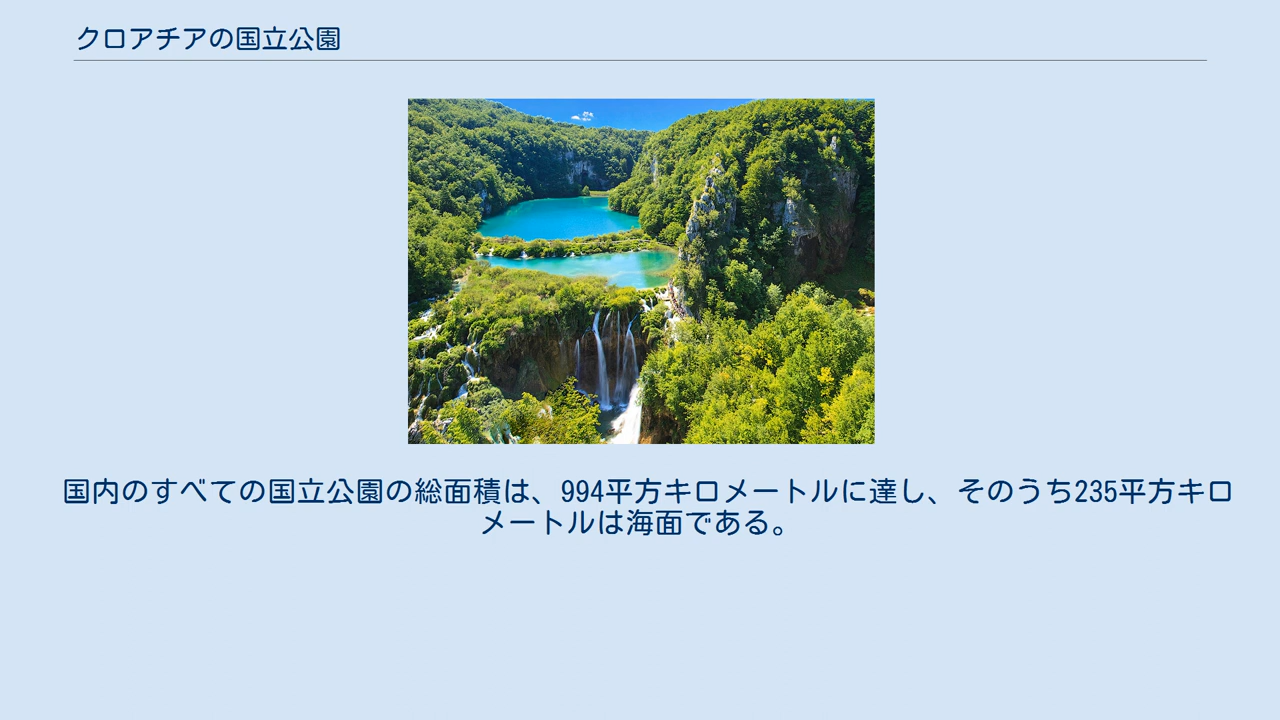 クロアチアの国立公園
国内のすべての国立公園の総面積は、994平方キロメートルに達し、そのうち235平方キロ
メートルは海面である。